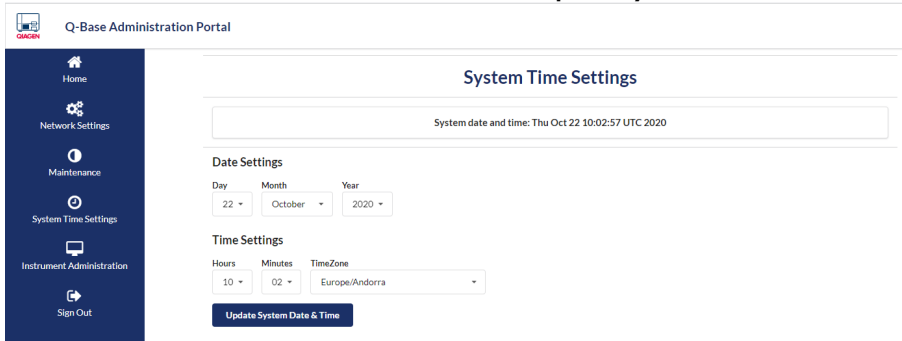 QIAGEN
Q-Base Administration Portal
Home
Network Settings
Maintenance
System Time Settings
Instrument Administration
Sign Out
System Time Settings
System date and time: Thu Oct 22 10:02:57 UTC 2020
Date Settings
Day Month Year
22 October 2020
Time Settings
Hours Minutes TimeZone
10 02 Europe/Andorra
Update System Date & Time